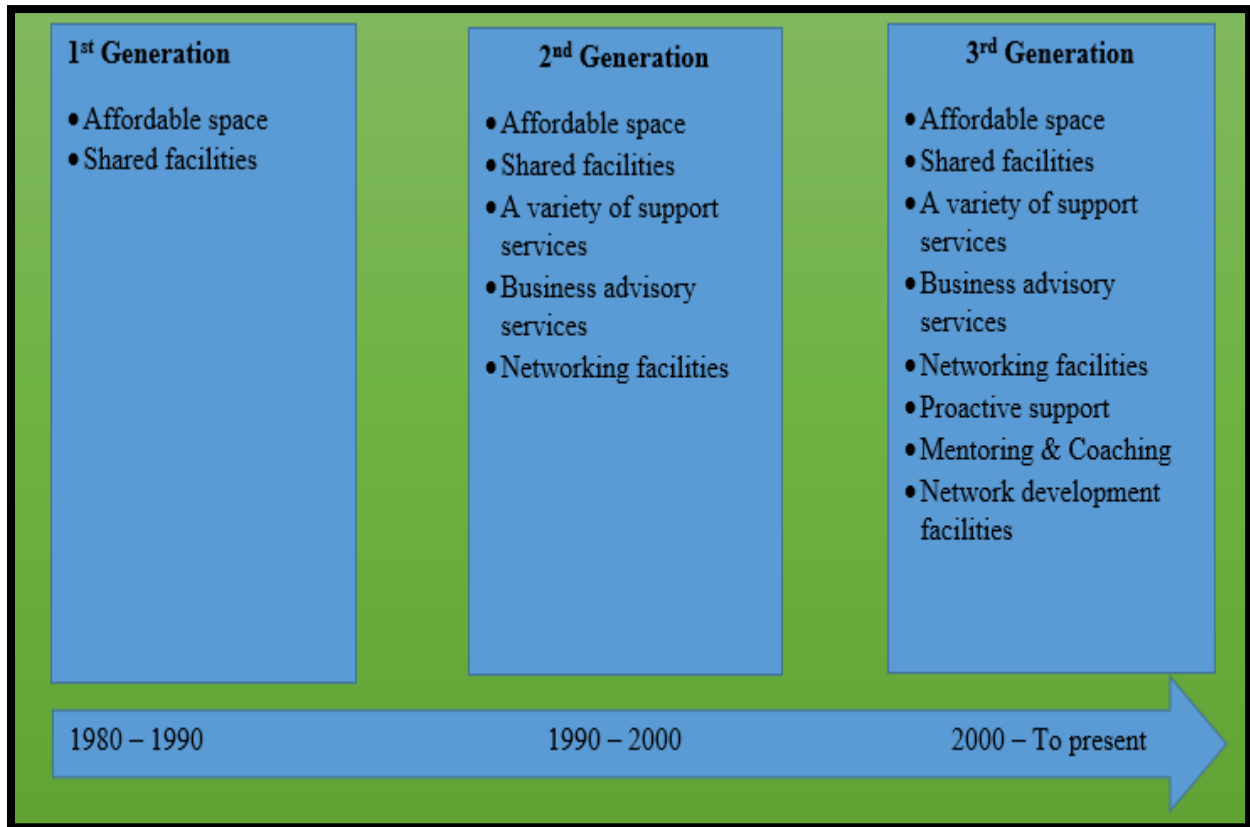 1st Generation
• Affordable space
• Shared facilities
2nd Generation
• Affordable space
• Shared facilities
• A variety of support
services
• Business advisory
services
• Networking facilities
3rd Generation
• Affordable space
• Shared facilities
• A variety of support
services
• Business advisory
services
• Networking facilities
• Proactive support
• Mentoring & Coaching
• Network development
facilities
1980 – 1990
1990 – 2000
2000 – To present